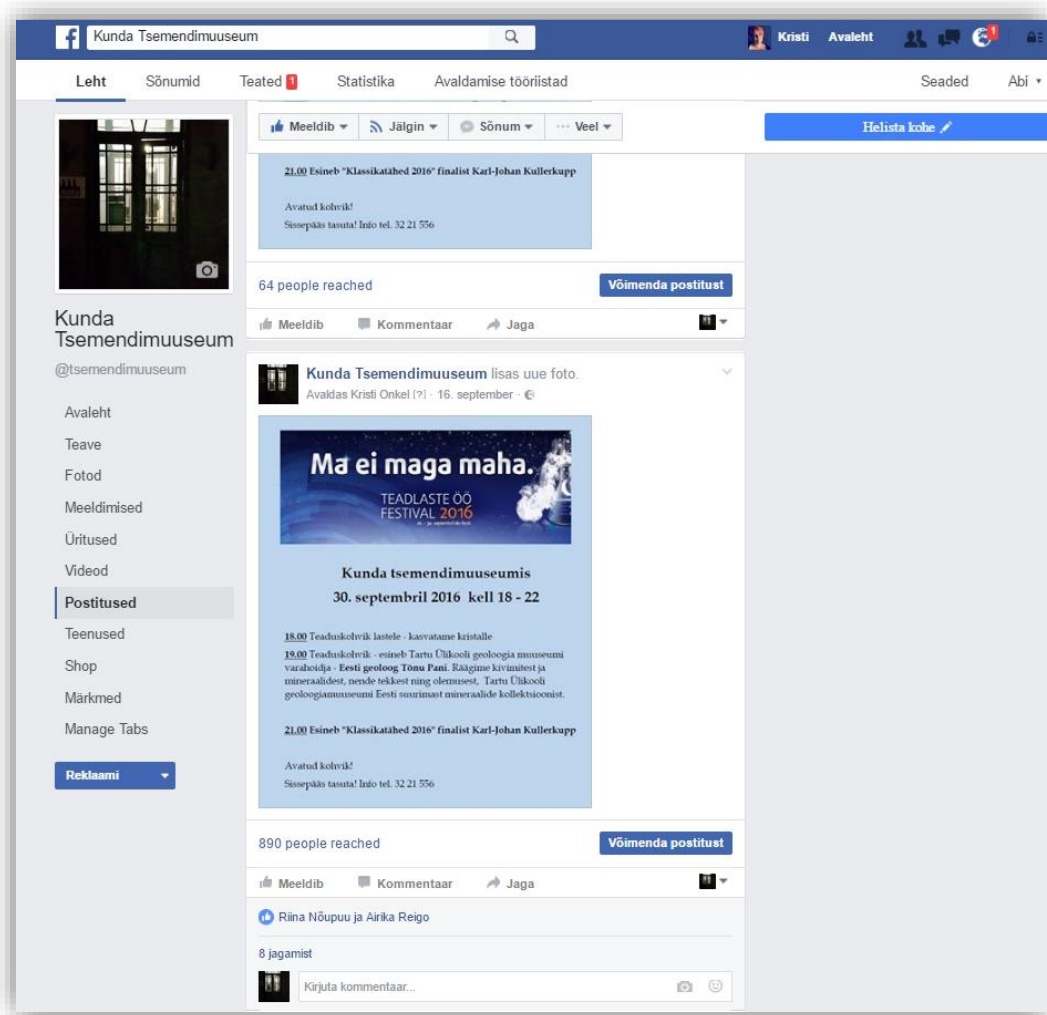 Kunda Tsemendimuuseum
Kristi Avaleht 1
Leht Sõnumid Teated 1 Statistika Avaldamise tööriistad Seaded Abi
Meeldib Jälgin Sõnum Veel
Helista kohe
21.00 Esineb "Klassikatähed 2016" finalist Karl-Johan Kullerkupp
Avatud kohvik!
Sissepääs tasuta! Info tel. 32 21 556
64 people reached
Võimenda postitust
Meeldib Kommentaar Jaga
Kunda
Tsemendimuuseum
@tsemendimuuseum
Avaleht
Teave
Fotod
Meeldimised
Üritused
Videod
Postitused
Teenused
Shop
Märkmed
Manage Tabs
Reklaami
Kunda Tsemendimuuseum lisas uue foto.
Avaldas Kristi Onkel [?] · 16. september ·
Ma ei maga maha.
TEADLASTE ÖÖ
FESTIVAL 2016
Kunda tsemendimuuseumis
30. septembril 2016 kell 18 - 22
18.00 Teaduskohvik lastele - kasvatame kristalle
19.00 Teaduskohvik - esineb Tartu Ülikooli geoloogia muuseumi
varahoidja - Eesti geoloog Tõnu Pani. Räägime kivimitest ja
mineraalidest, nende tekkest ning olemusest, Tartu Ülikooli
geoloogiamuuseumi Eesti suurimast mineraalide kollektsioonist.
21.00 Esineb "Klassikatähed 2016" finalist Karl-Johan Kullerkupp
Avatud kohvik!
Sissepääs tasuta! Info tel. 32 21 556
890 people reached
Võimenda postitust
Meeldib Kommentaar Jaga
Riina Nõupuu ja Airika Reigo
8 jagamist
Kirjuta kommentaar...